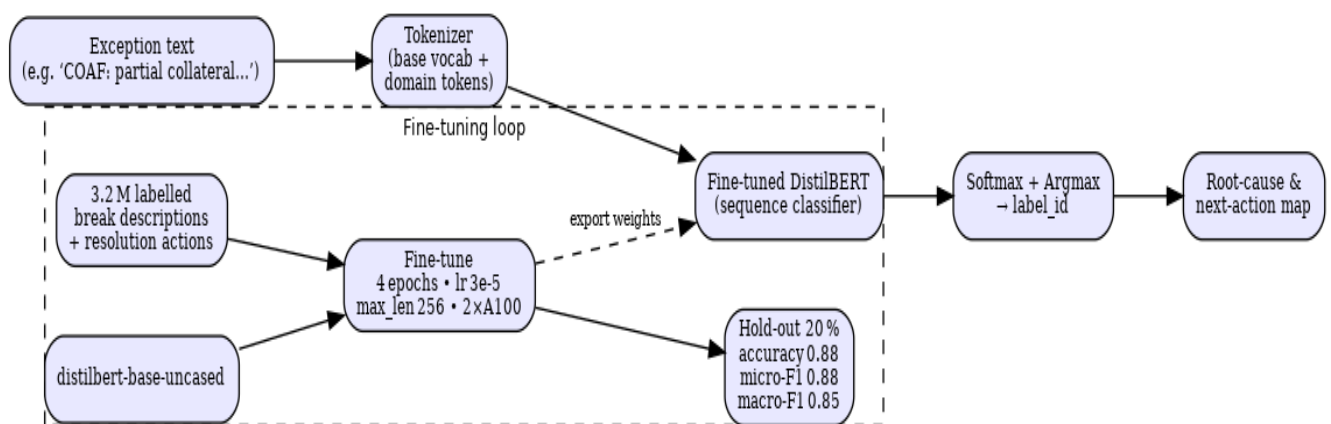 Exception text
(e.g. ‘COAF: partial collateral...’)
Tokenizer
(base vocab +
domain tokens)
Fine-tuning loop
3.2 M labelled
break descriptions
+ resolution actions
distilbert-base-uncased
Fine-tune
4 epochs • lr 3e-5
max_len 256 • 2×A100
export weights
Fine-tuned DistilBERT
(sequence classifier)
Hold-out 20 %
accuracy 0.88
micro-F1 0.88
macro-F1 0.85
Softmax + Argmax
→ label_id
Root-cause &
next-action map